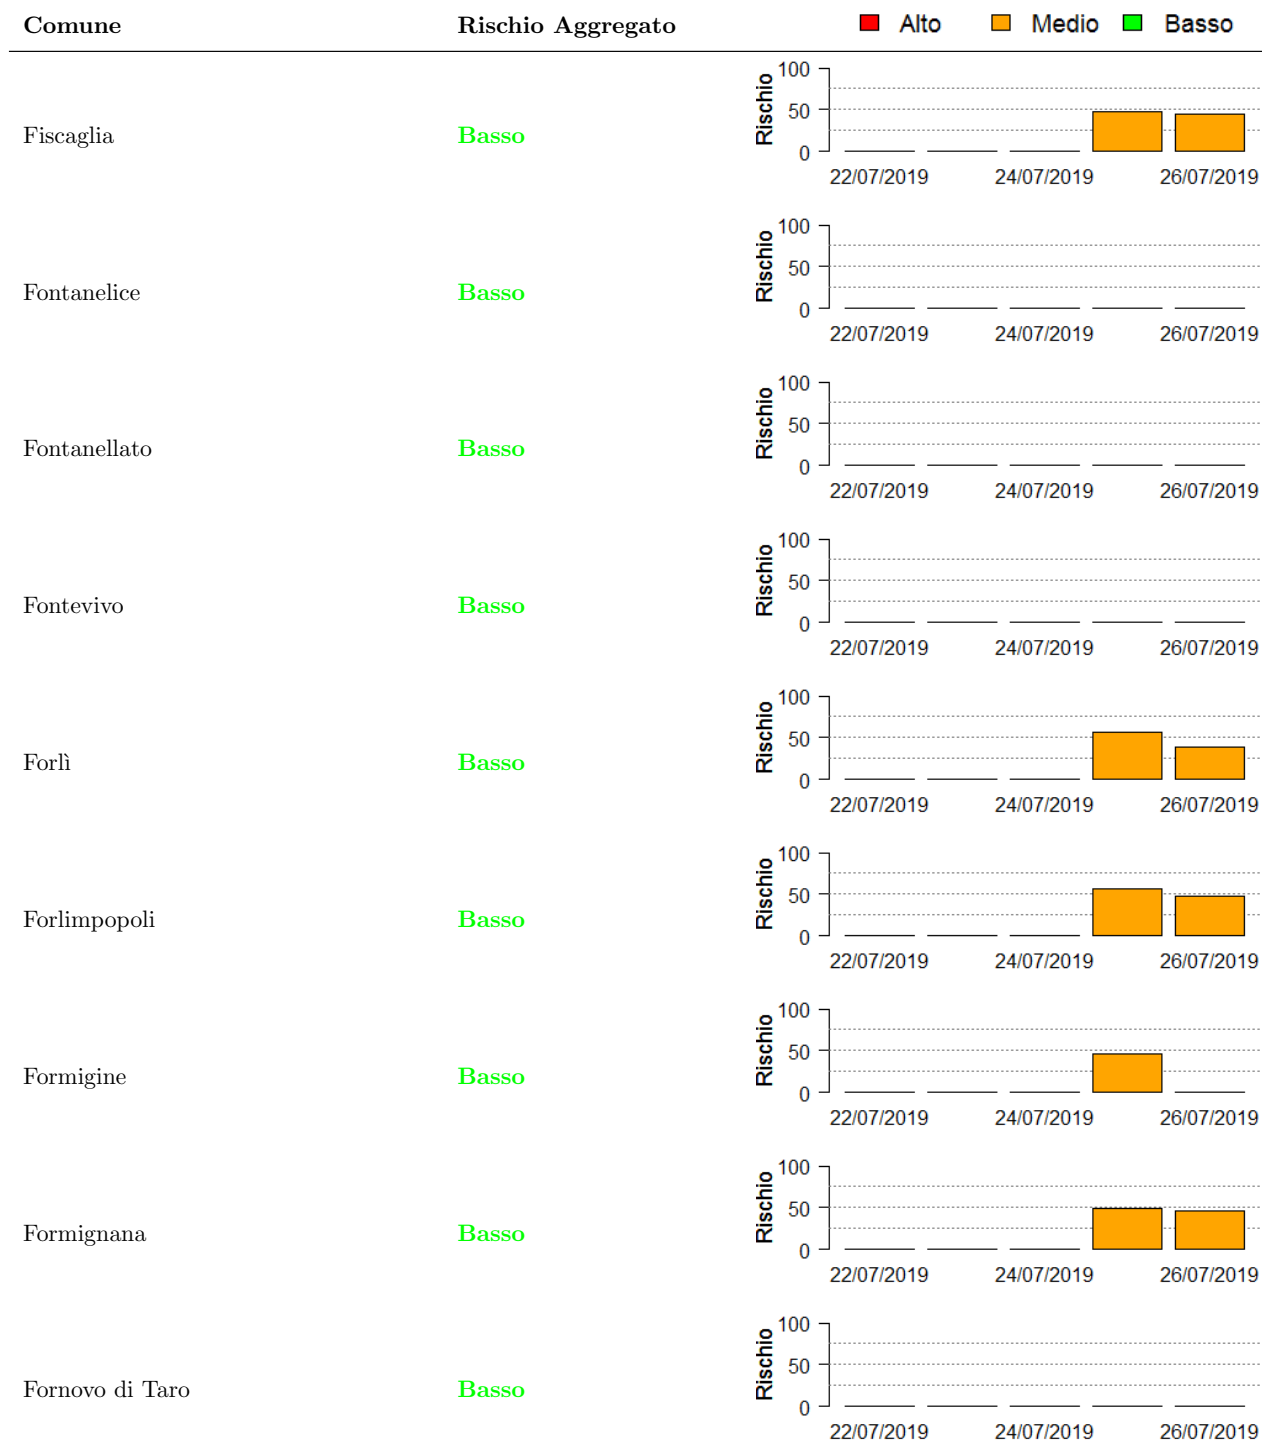 Comune Rischio Aggregato Alto Medio Basso
Fiscaglia Basso Rischio 100 50 0
22/07/2019 24/07/2019 26/07/2019
Fontanelice Basso Rischio 100 50 0
22/07/2019 24/07/2019 26/07/2019
Fontanellato Basso Rischio 100 50 0
22/07/2019 24/07/2019 26/07/2019
Fontevivo Basso Rischio 100 50 0
22/07/2019 24/07/2019 26/07/2019
Forlì Basso Rischio 100 50 0
22/07/2019 24/07/2019 26/07/2019
Forlimpopoli Basso Rischio 100 50 0
22/07/2019 24/07/2019 26/07/2019
Formigine Basso Rischio 100 50 0
22/07/2019 24/07/2019 26/07/2019
Formignana Basso Rischio 100 50 0
22/07/2019 24/07/2019 26/07/2019
Fornovo di Taro Basso Rischio 100 50 0
22/07/2019 24/07/2019 26/07/2019